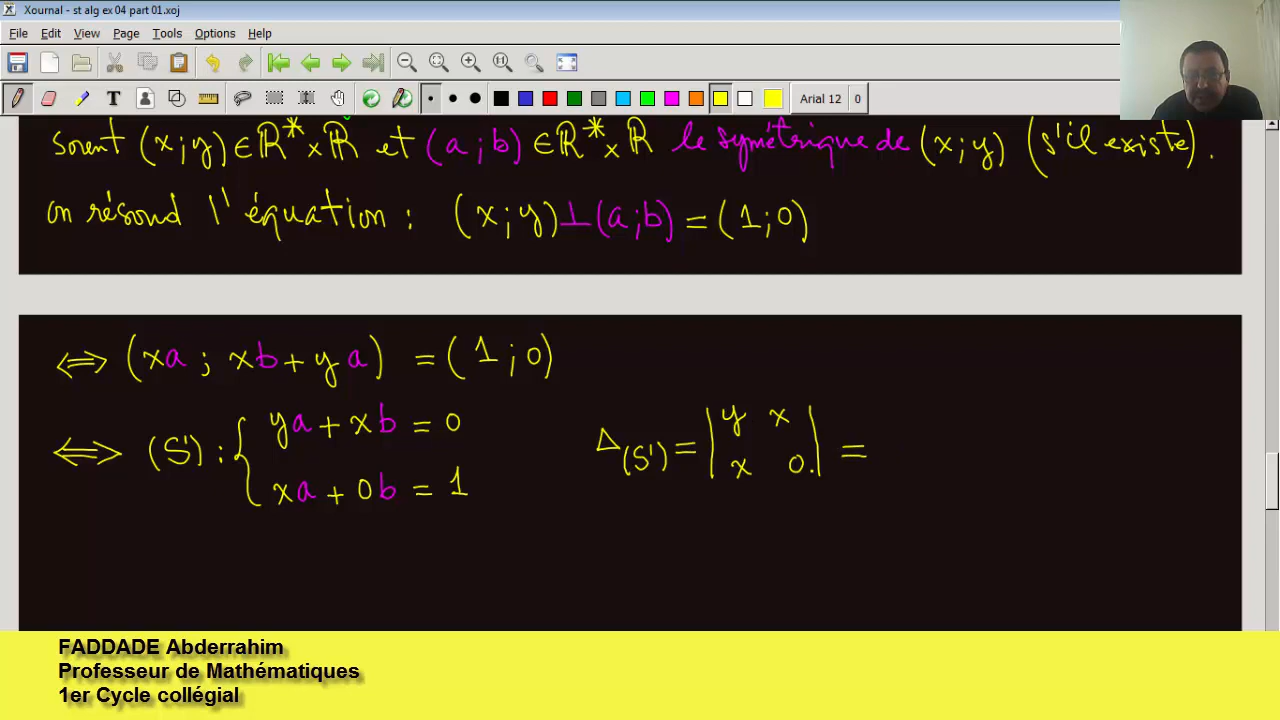 Xournal - st alg ex 04 part 01.xoj
File Edit View Page Tools Options Help
Arial 12 0
Soient (x;y)∈ℝ*×ℝ et (a;b)∈ℝ*×ℝ le symétrique de (x;y) (s'il existe).
on résond l'équation : (x;y)⊥(a;b)=(1;0)
⟺ (xa ; xb+ya) =(1;0)
⟺ (S') : { ya+xb=0
xa+0b=1
Δ(S') = | y x |
| x 0 | =
FADDADE Abderrahim
Professeur de Mathématiques
1er Cycle collégial